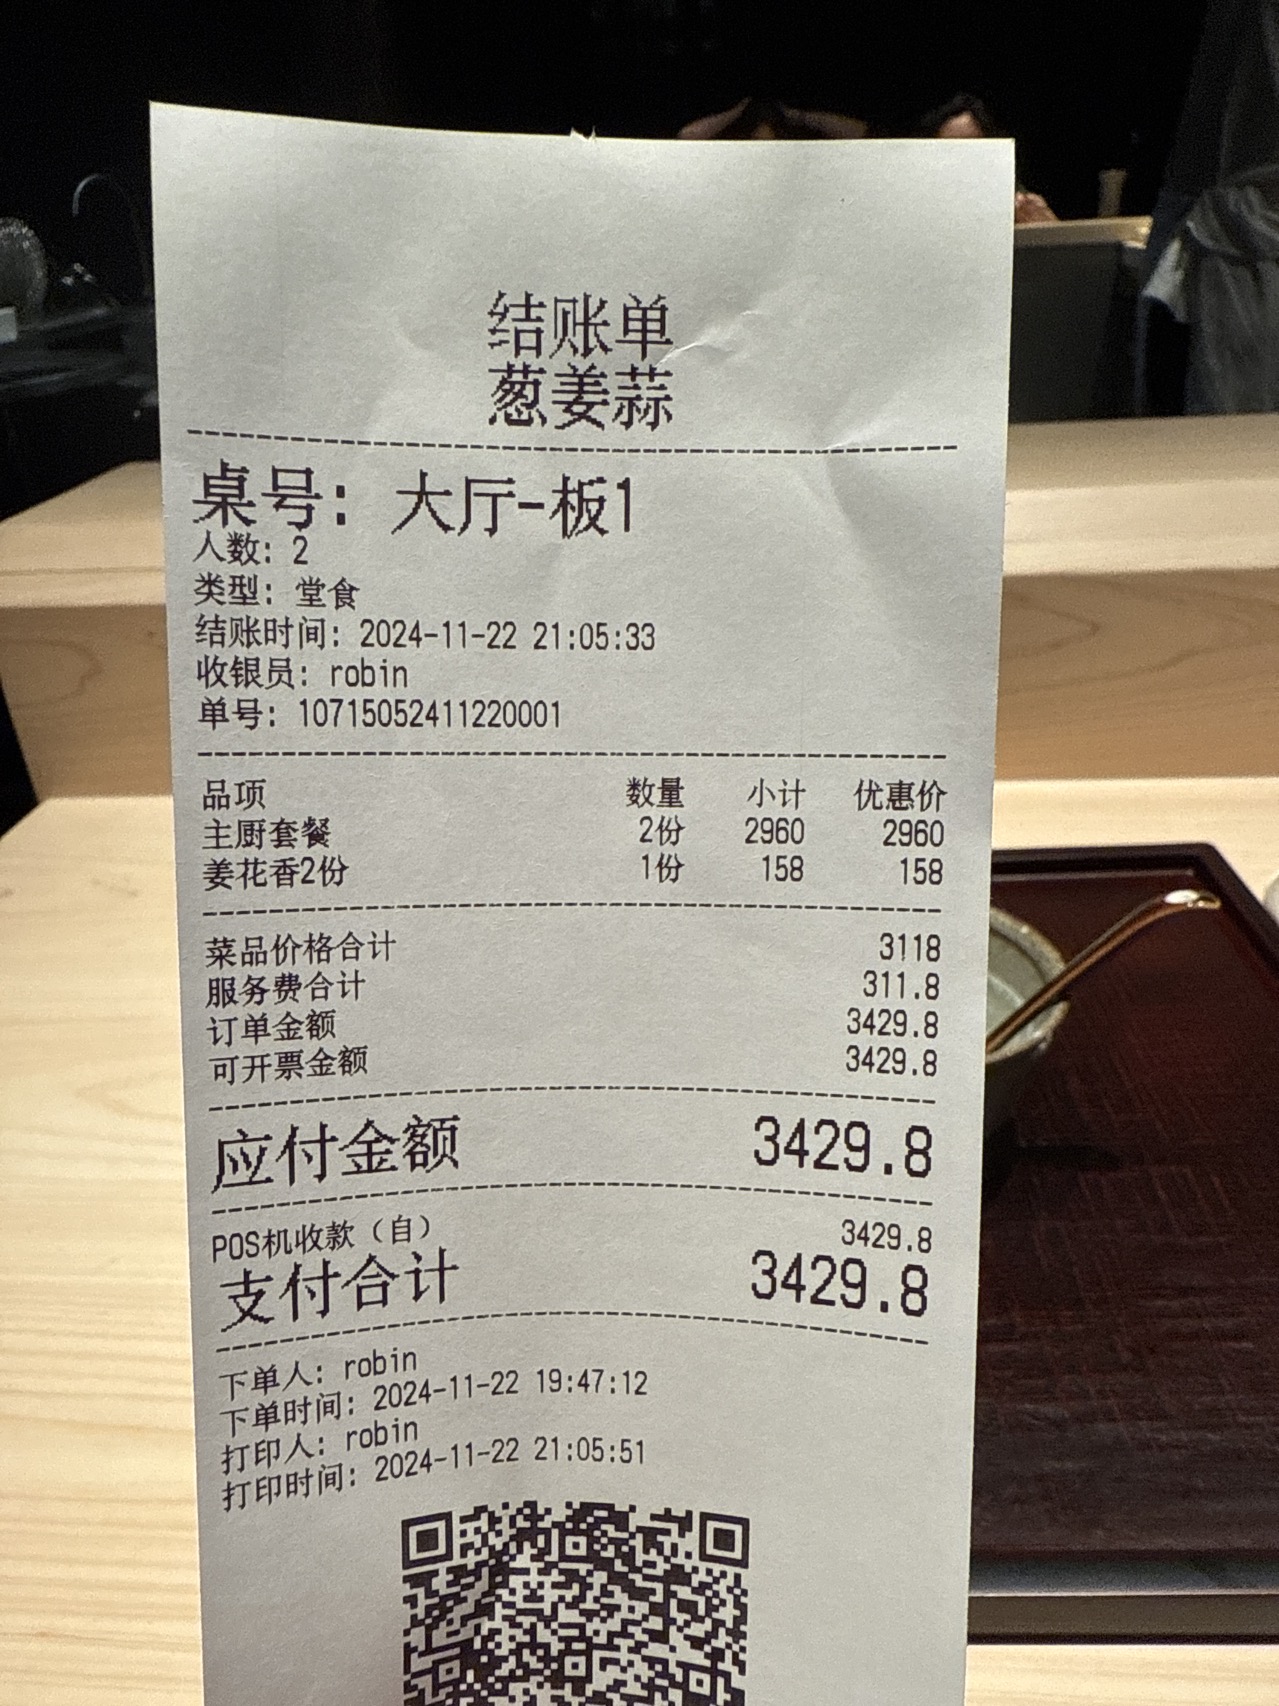 结账单
葱姜蒜
桌号: 大厅-板1
人数: 2
类型: 堂食
结账时间: 2024-11-22 21:05:33
收银员: robin
单号: 10715052411220001
品项 数量 小计 优惠价
主厨套餐 2份 2960 2960
姜花香2份 1份 158 158
菜品价格合计 3118
服务费合计 311.8
订单金额 3429.8
可开票金额 3429.8
应付金额 3429.8
POS机收款（自） 3429.8
支付合计 3429.8
下单人: robin
下单时间: 2024-11-22 19:47:12
打印人: robin
打印时间: 2024-11-22 21:05:51